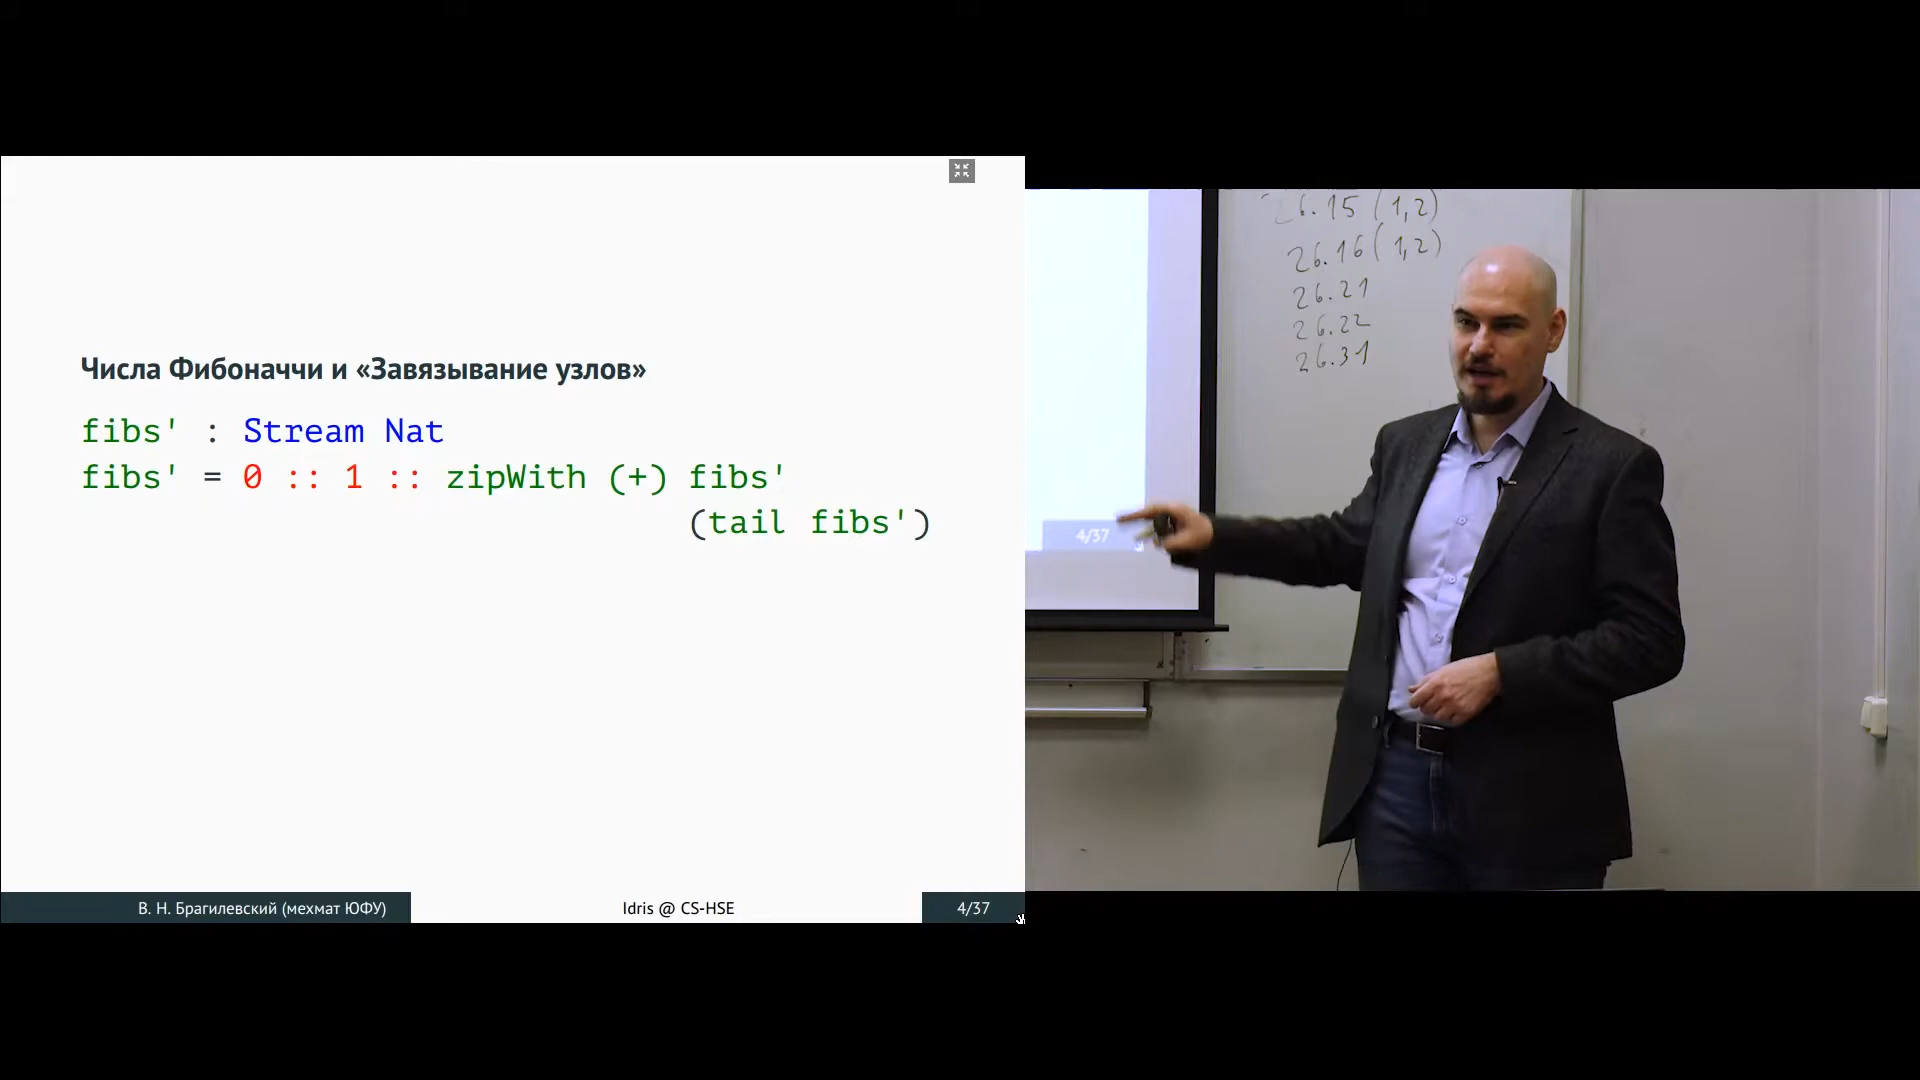 Числа Фибоначчи и «Завязывание узлов»
fibs' : Stream Nat
fibs' = 0 :: 1 :: zipWith (+) fibs'
(tail fibs')
В. Н. Брагилевский (мехмат ЮФУ)
Idris @ CS-HSE
4/37
26.15 (1,2)
26.16 (1,2)
26.21
26.22
26.31
4/37